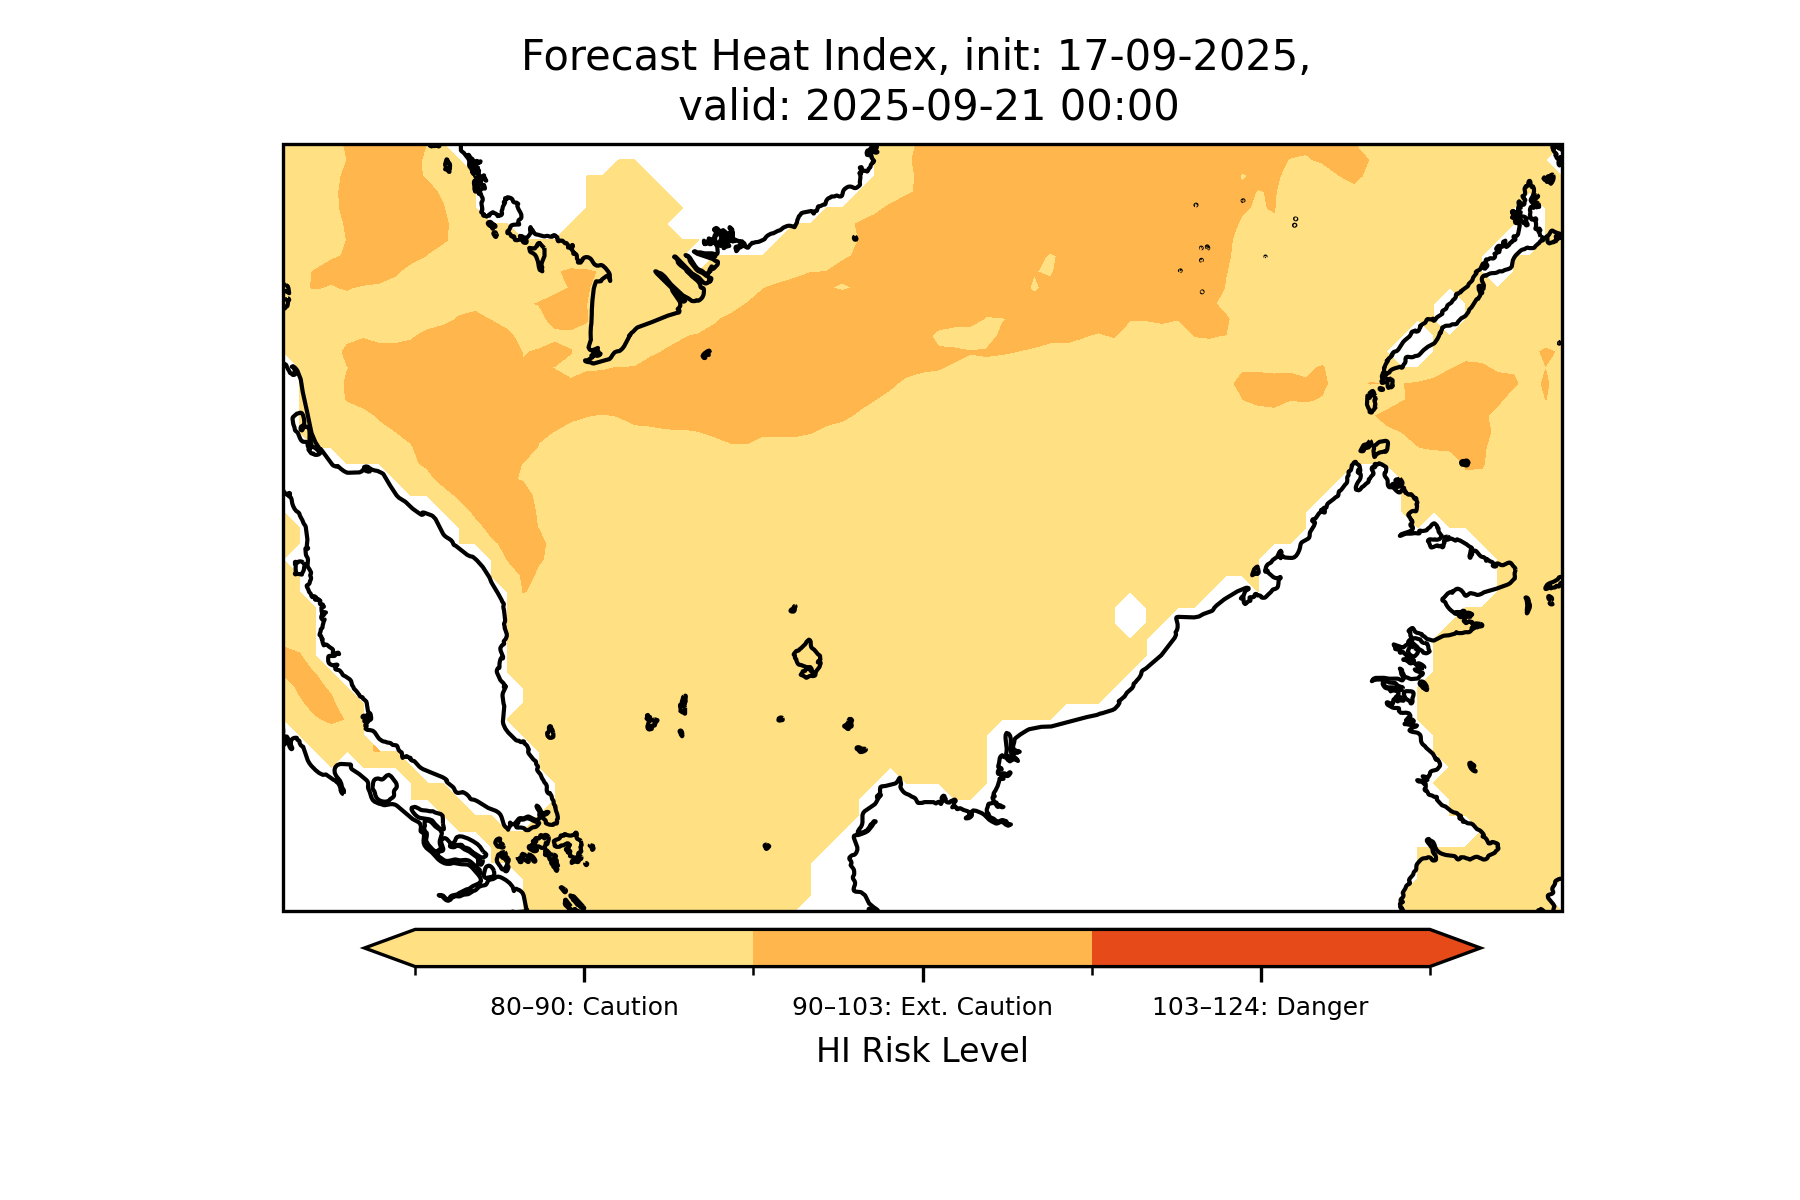 Forecast Heat Index, init: 17-09-2025,
valid: 2025-09-21 00:00
80–90: Caution
90–103: Ext. Caution
103–124: Danger
HI Risk Level